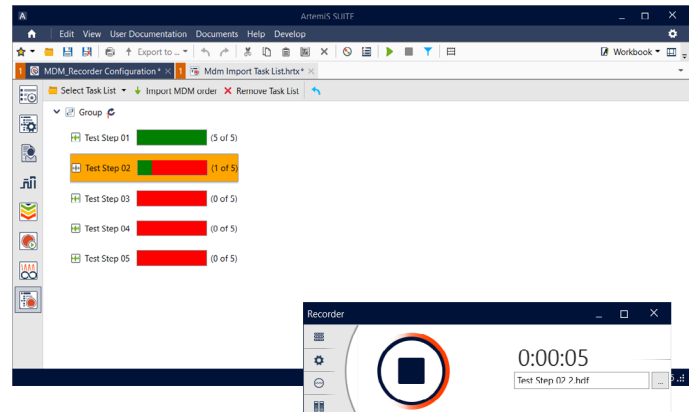 A
ArtemiS SUITE
Edit View User Documentation Documents Help Develop
Export to ...
Workbook
1 MDM_Recorder Configuration* × 1 Mdm Import Task List.hrtx* ×
Select Task List Import MDM order Remove Task List
Group
Test Step 01 (5 of 5)
Test Step 02 (1 of 5)
Test Step 03 (0 of 5)
Test Step 04 (0 of 5)
Test Step 05 (0 of 5)
Recorder
0:00:05
Test Step 02 2.hdf ...